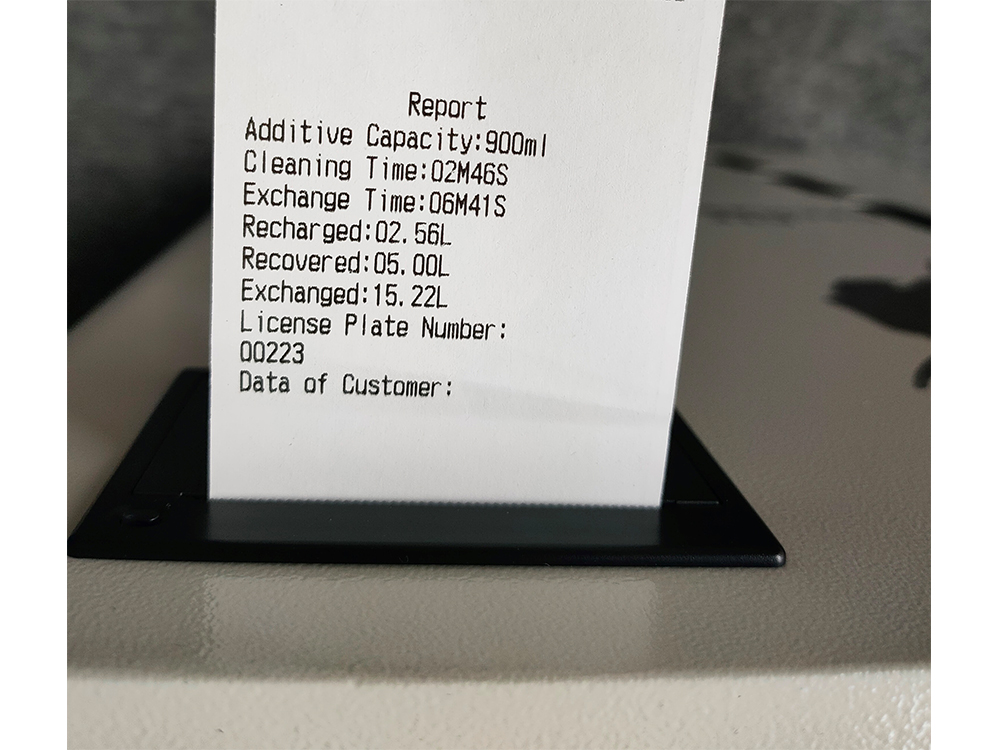 Report
Additive Capacity:900ml
Cleaning Time:02M46S
Exchange Time:06M41S
Recharged:02.56L
Recovered:05.00L
Exchanged:15.22L
License Plate Number:
00223
Data of Customer: